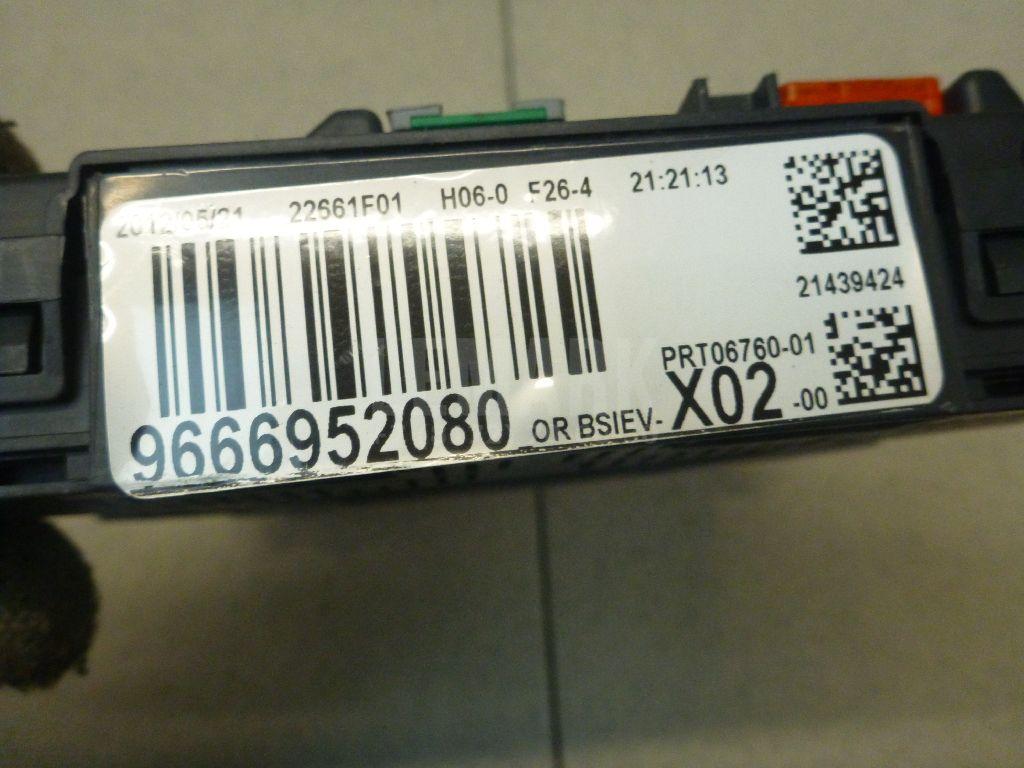 2012/05/21 22661F01 H06-0 F26-4 21:21:13
21439424
PRT06760-01
9666952080 OR BSIEV- X02 -00